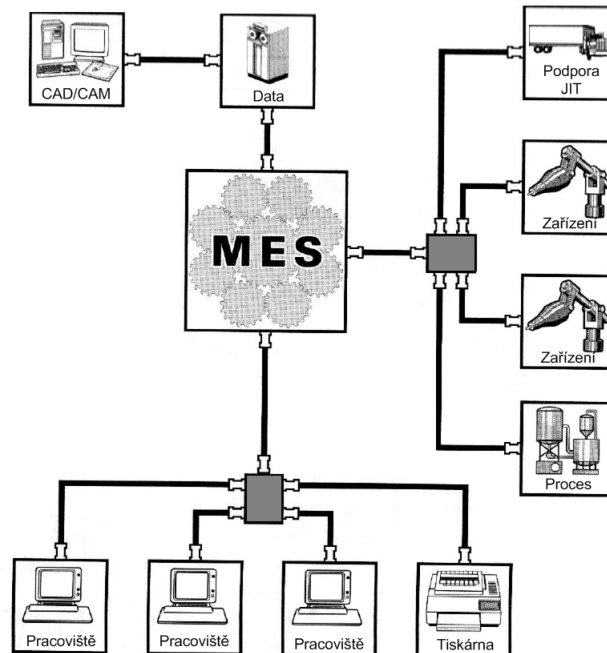 CAD/CAM
Data
Podpora
JIT
MES
Zařízení
Zařízení
Proces
Pracoviště
Pracoviště
Pracoviště
Tiskárna